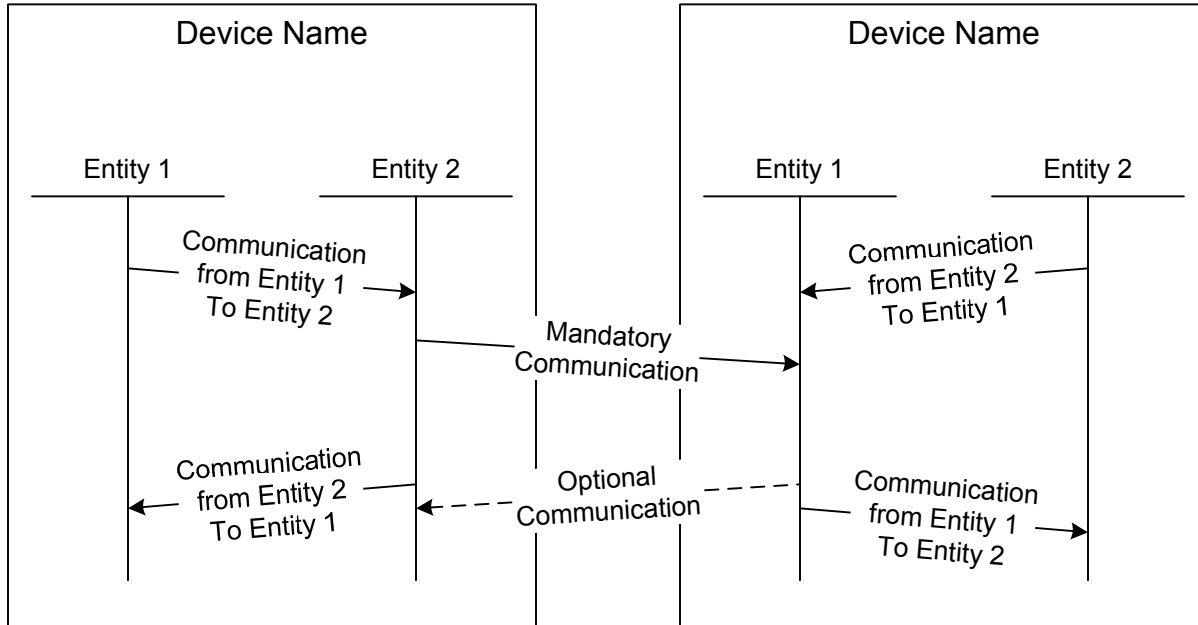 Device Name
Device Name
Entity 1
Entity 2
Entity 1
Entity 2
Communication
from Entity 1
To Entity 2
Communication
from Entity 2
To Entity 1
Mandatory
Communication
Communication
from Entity 2
To Entity 1
Optional
Communication
Communication
from Entity 1
To Entity 2